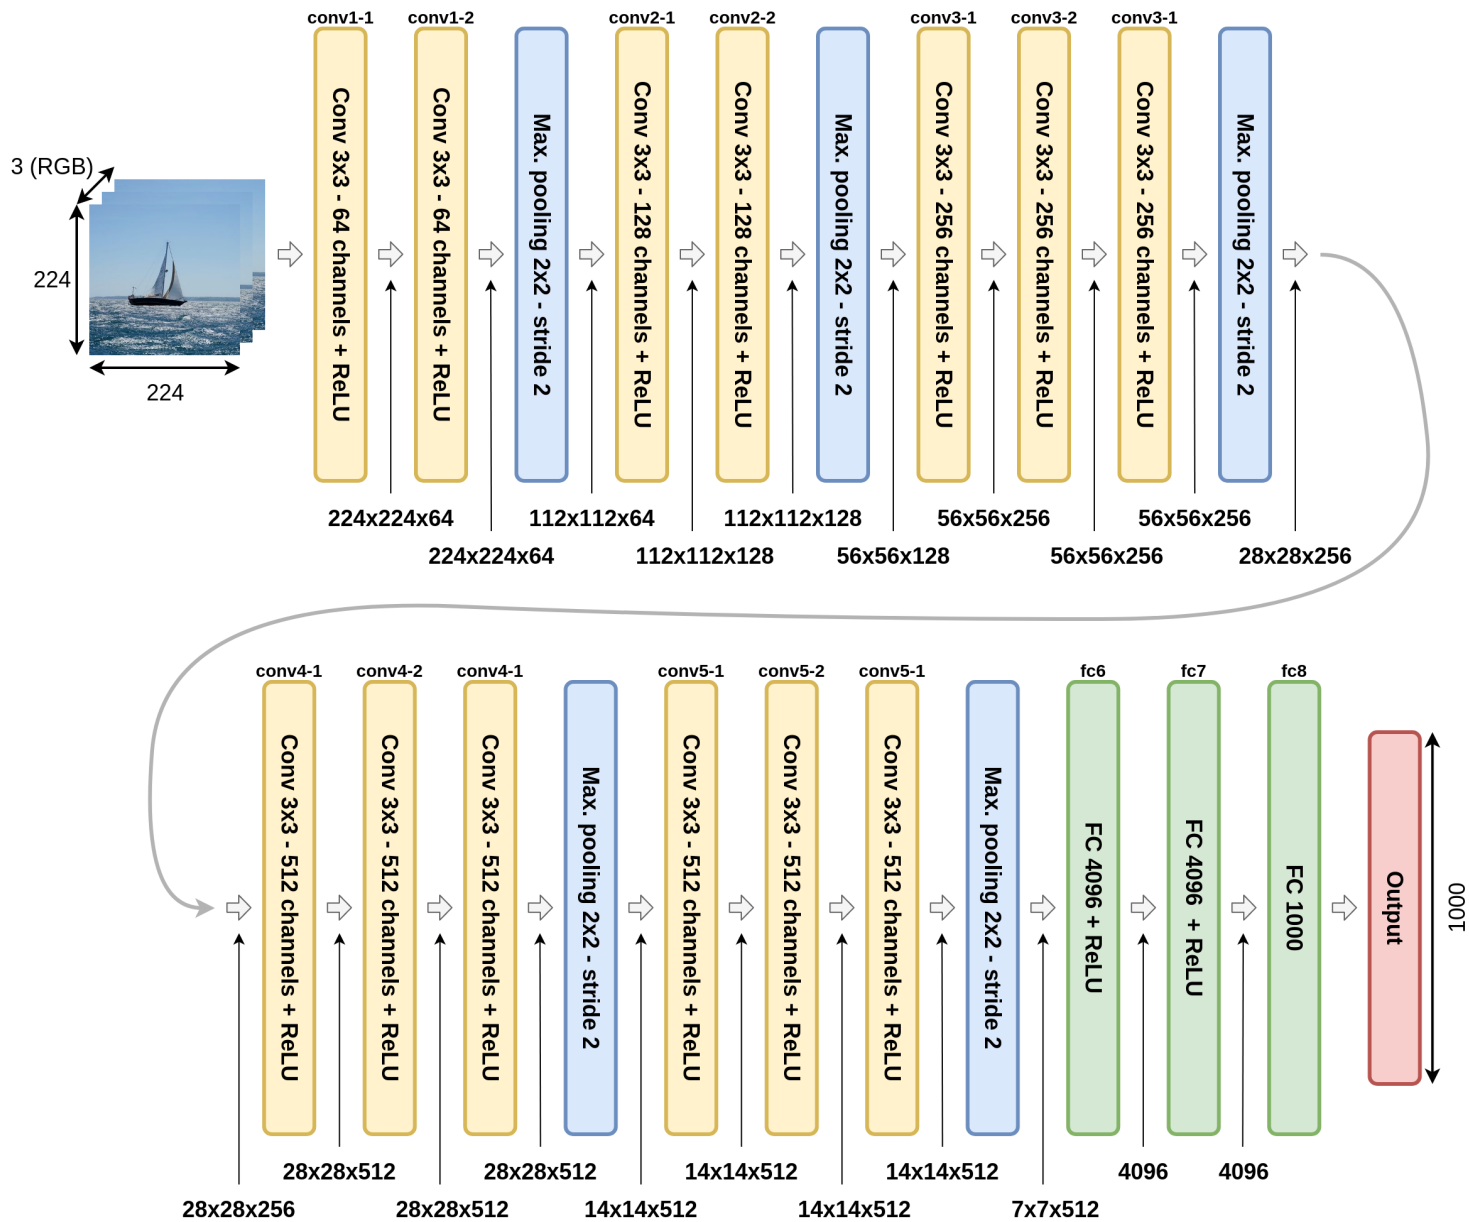 conv1-1
conv1-2
conv2-1
conv2-2
conv3-1
conv3-2
conv3-1
3 (RGB)
224
224
Conv 3x3 - 64 channels + ReLU
Conv 3x3 - 64 channels + ReLU
Max. pooling 2x2 - stride 2
Conv 3x3 - 128 channels + ReLU
Conv 3x3 - 128 channels + ReLU
Max. pooling 2x2 - stride 2
Conv 3x3 - 256 channels + ReLU
Conv 3x3 - 256 channels + ReLU
Conv 3x3 - 256 channels + ReLU
Max. pooling 2x2 - stride 2
224x224x64
224x224x64
112x112x64
112x112x128
112x112x128
56x56x128
56x56x256
56x56x256
56x56x256
28x28x256
conv4-1
conv4-2
conv4-1
conv5-1
conv5-2
conv5-1
fc6
fc7
fc8
Conv 3x3 - 512 channels + ReLU
Conv 3x3 - 512 channels + ReLU
Conv 3x3 - 512 channels + ReLU
Max. pooling 2x2 - stride 2
Conv 3x3 - 512 channels + ReLU
Conv 3x3 - 512 channels + ReLU
Conv 3x3 - 512 channels + ReLU
Max. pooling 2x2 - stride 2
FC 4096 + ReLU
FC 4096 + ReLU
FC 1000
Output
1000
28x28x256
28x28x512
28x28x512
28x28x512
14x14x512
14x14x512
14x14x512
14x14x512
7x7x512
4096
4096